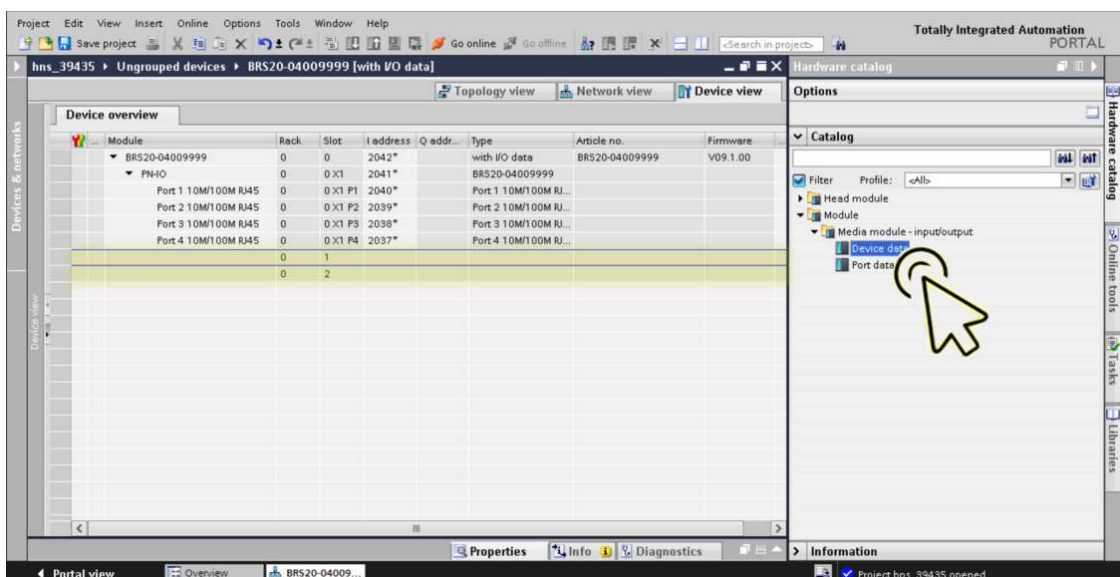 Project Edit View Insert Online Options Tools Window Help
Totally Integrated Automation
PORTAL
Save project Go online Go offline <Search in project>
hns_39435 ▸ Ungrouped devices ▸ BRS20-04009999 [with I/O data]
Hardware catalog
Topology view Network view Device view
Options
Device overview
... Module Rack Slot I address Q addr... Type Article no. Firmware ...
BRS20-04009999 0 0 2042* with I/O data BRS20-04009999 V09.1.00
PN-IO 0 0 X1 2041* BRS20-04009999
Port 1 10M/100M RJ45 0 0 X1 P1 2040* Port 1 10M/100M RJ...
Port 2 10M/100M RJ45 0 0 X1 P2 2039* Port 2 10M/100M RJ...
Port 3 10M/100M RJ45 0 0 X1 P3 2038* Port 3 10M/100M RJ...
Port 4 10M/100M RJ45 0 0 X1 P4 2037* Port 4 10M/100M RJ...
0 1
0 2
Catalog
Filter Profile: <All>
Head module
Module
Media module - input/output
Device data
Port data
Devices & networks
Device view
Hardware catalog
Online tools
Tasks
Libraries
Properties Info Diagnostics
Information
Portal view Overview BRS20-04009... Project hns_39435 opened.